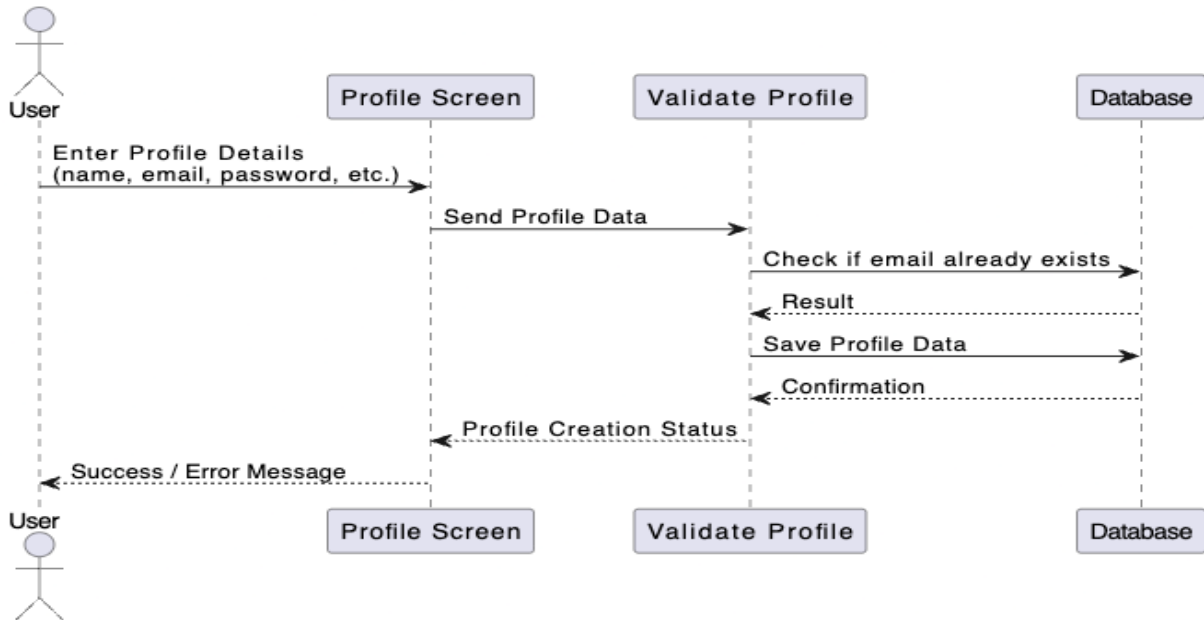 User
Profile Screen
Validate Profile
Database
Enter Profile Details
(name, email, password, etc.)
Send Profile Data
Check if email already exists
Result
Save Profile Data
Confirmation
Profile Creation Status
Success / Error Message
User
Profile Screen
Validate Profile
Database